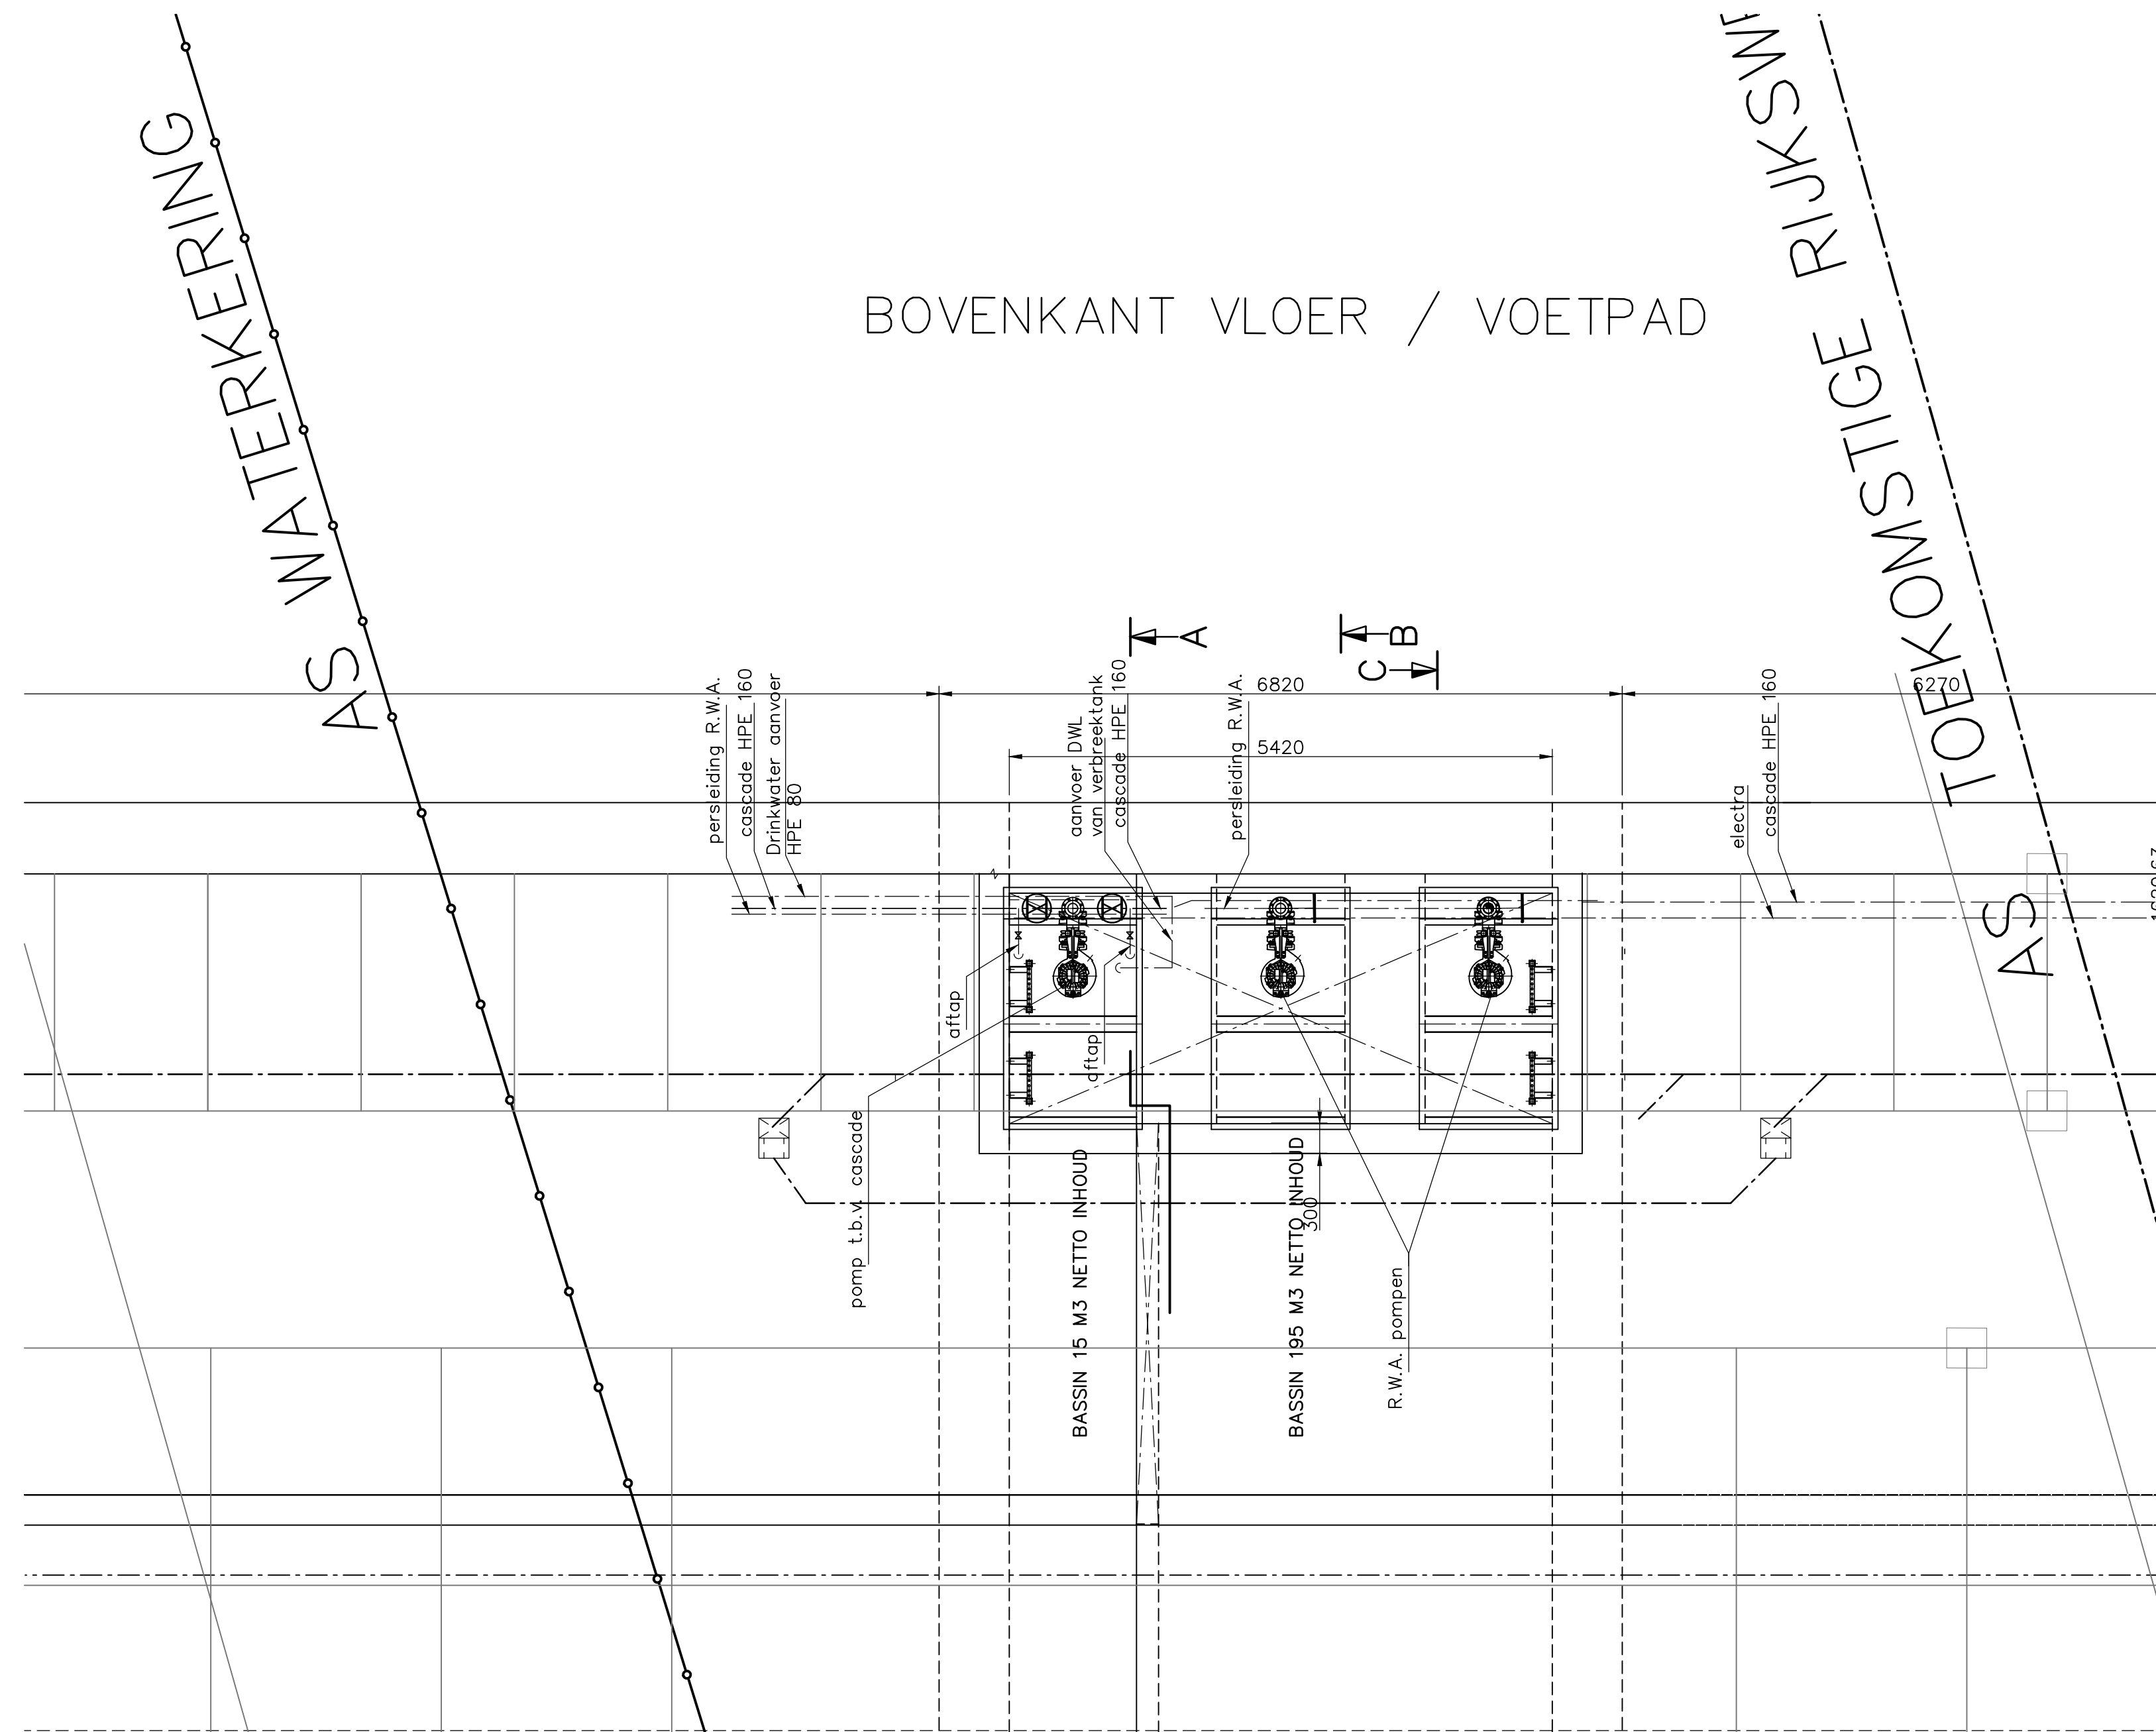 AS WATERKERING
AS TOEKOMSTIGE
BOVENKANT VLOER / VOETPAD
A
B
C
6820
6270
5420
persleiding R.W.A.
cascade HPE 160
Drinkwater aanvoer
HPE 80
aanvoer DWL
van verbreektank
cascade HPE 160
persleiding R.W.A.
electra
cascade HPE 160
aftap
aftap
pomp t.b.v. cascade
BASSIN 15 M3 NETTO INHOUD
BASSIN 195 M3 NETTO INHOUD
300
R.W.A. pompen